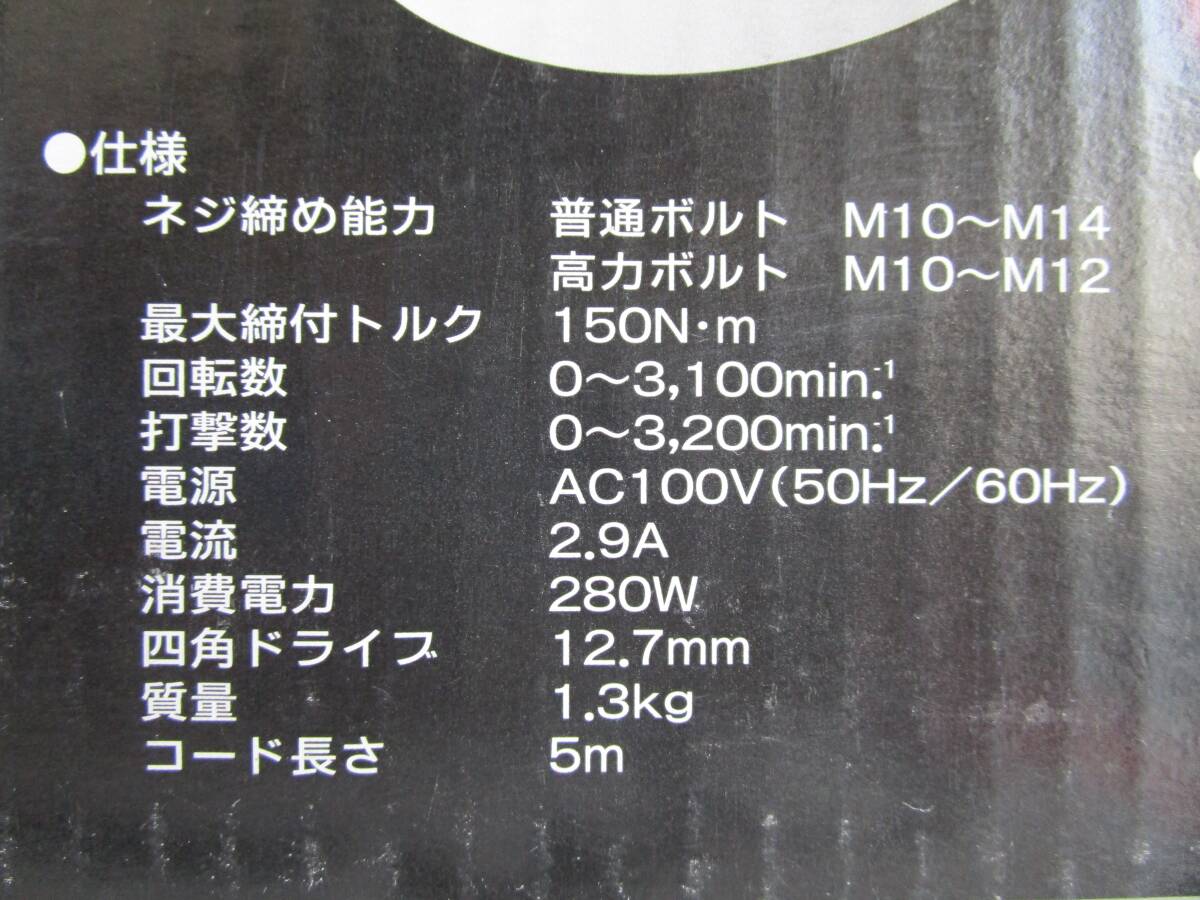 ●仕様
ネジ締め能力 普通ボルト M10～M14
高力ボルト M10～M12
最大締付トルク 150N・m
回転数 0～3,100min.⁻¹
打撃数 0～3,200min.⁻¹
電源 AC100V(50Hz／60Hz)
電流 2.9A
消費電力 280W
四角ドライブ 12.7mm
質量 1.3kg
コード長さ 5m